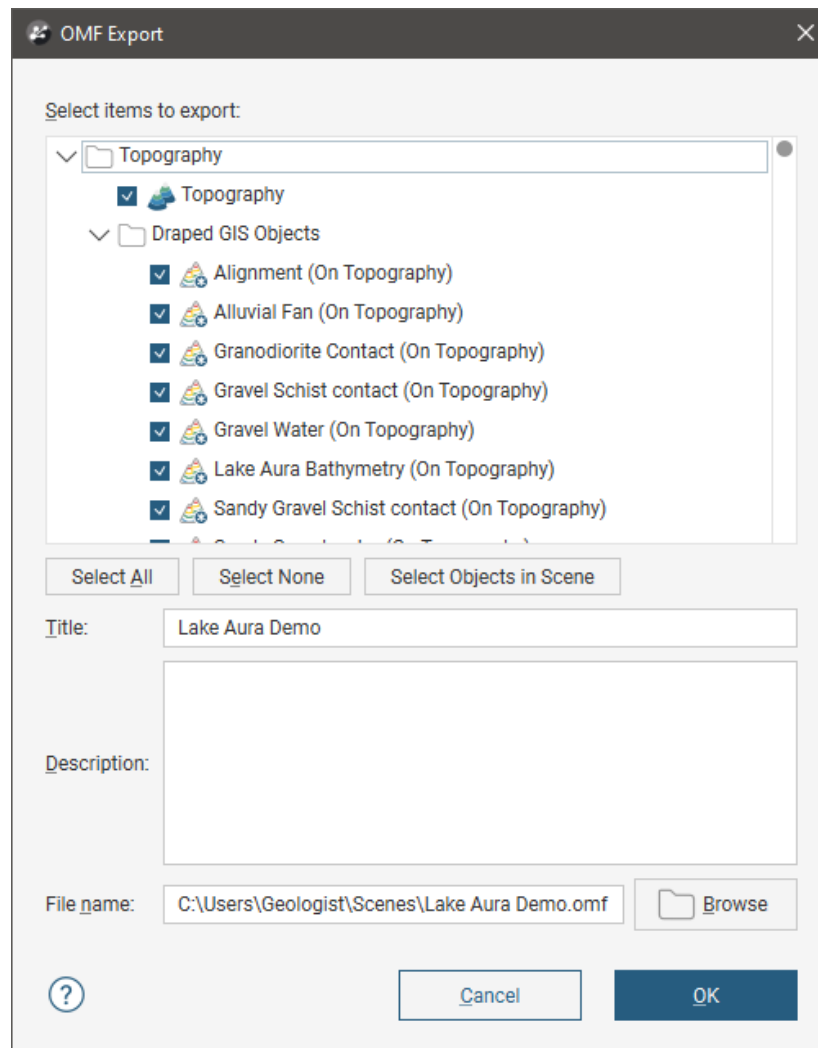 OMF Export
Select items to export:
Topography
Topography
Draped GIS Objects
Alignment (On Topography)
Alluvial Fan (On Topography)
Granodiorite Contact (On Topography)
Gravel Schist contact (On Topography)
Gravel Water (On Topography)
Lake Aura Bathymetry (On Topography)
Sandy Gravel Schist contact (On Topography)
Select All Select None Select Objects in Scene
Title: Lake Aura Demo
Description:
File name: C:\Users\Geologist\Scenes\Lake Aura Demo.omf Browse
? Cancel OK